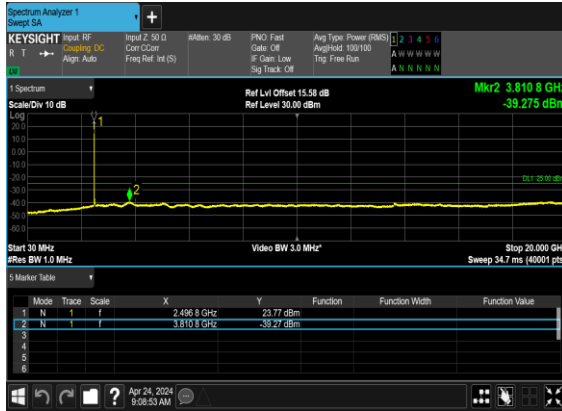 Spectrum Analyzer 1
Swept SA
KEYSIGHT
R T
LU
Input: RF
Coupling: DC
Align: Auto
Input Z: 50 Ω
Corr CCorr
Freq Ref: Int (S)
#Atten: 30 dB
PNO: Fast
Gate: Off
IF Gain: Low
Sig Track: Off
Avg Type: Power (RMS)
Avg|Hold: 100/100
Trig: Free Run
1 2 3 4 5 6
A W W W W W
A N N N N N
1 Spectrum
Scale/Div 10 dB
Ref Lvl Offset 15.58 dB
Ref Level 30.00 dBm
Mkr2 3.810 8 GHz
-39.275 dBm
Log
20.0
10.0
0.00
-10.0
-20.0
-30.0
-40.0
-50.0
-60.0
1
2
DL1 -25.00 dBm
Start 30 MHz
#Res BW 1.0 MHz
Video BW 3.0 MHz*
Stop 20.000 GHz
Sweep 34.7 ms (40001 pts)
5 Marker Table
Mode Trace Scale X Y Function Function Width Function Value
1 N 1 f 2.496 8 GHz 23.77 dBm
2 N 1 f 3.810 8 GHz -39.27 dBm
3
4
5
6
?
Apr 24, 2024
9:08:53 AM